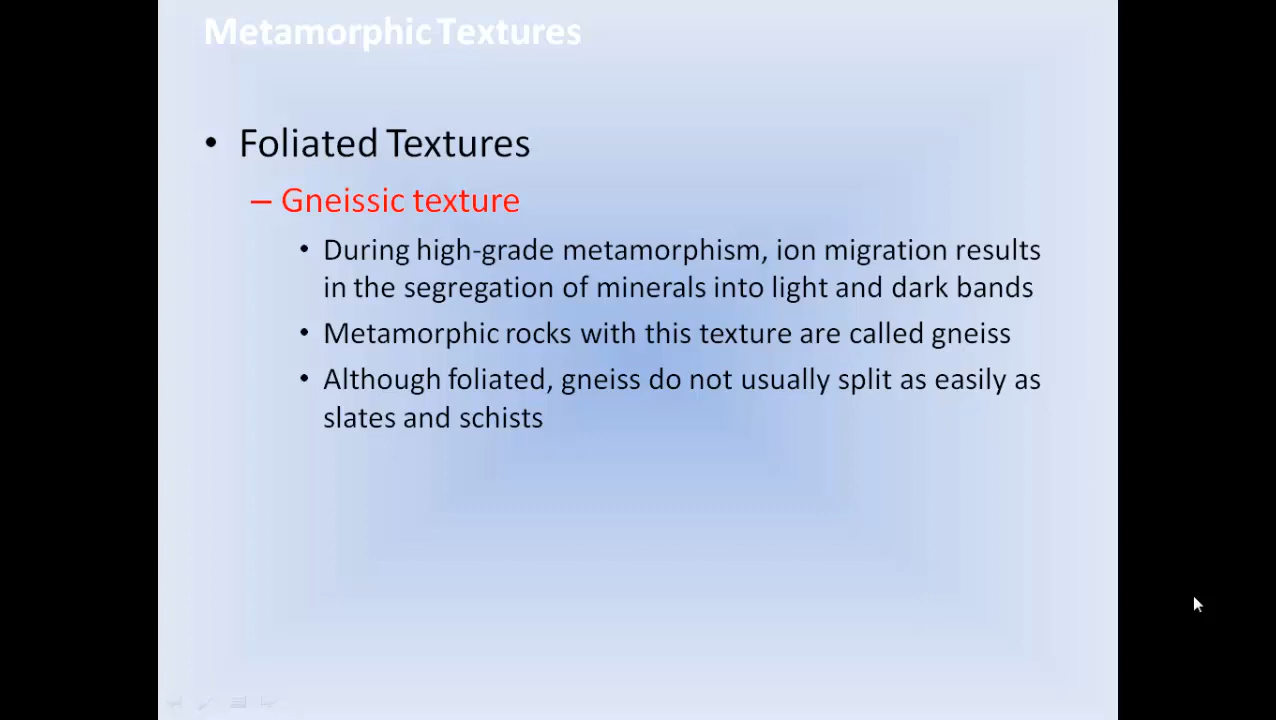 Metamorphic Textures
• Foliated Textures
– Gneissic texture
• During high-grade metamorphism, ion migration results
in the segregation of minerals into light and dark bands
• Metamorphic rocks with this texture are called gneiss
• Although foliated, gneiss do not usually split as easily as
slates and schists